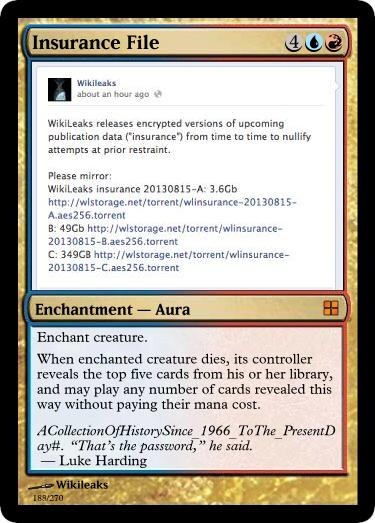 Insurance File 4
Wikileaks
about an hour ago
WikiLeaks releases encrypted versions of upcoming
publication data ("insurance") from time to time to nullify
attempts at prior restraint.
Please mirror:
WikiLeaks insurance 20130815-A: 3.6Gb
http://wlstorage.net/torrent/wlinsurance-20130815-
A.aes256.torrent
B: 49Gb http://wlstorage.net/torrent/wlinsurance-
20130815-B.aes256.torrent
C: 349GB http://wlstorage.net/torrent/wlinsurance-
20130815-C.aes256.torrent
Enchantment — Aura
Enchant creature.
When enchanted creature dies, its controller
reveals the top five cards from his or her library,
and may play any number of cards revealed this
way without paying their mana cost.
ACollectionOfHistorySince_1966_ToThe_PresentD
ay#. “That's the password,” he said.
— Luke Harding
Wikileaks
188/270